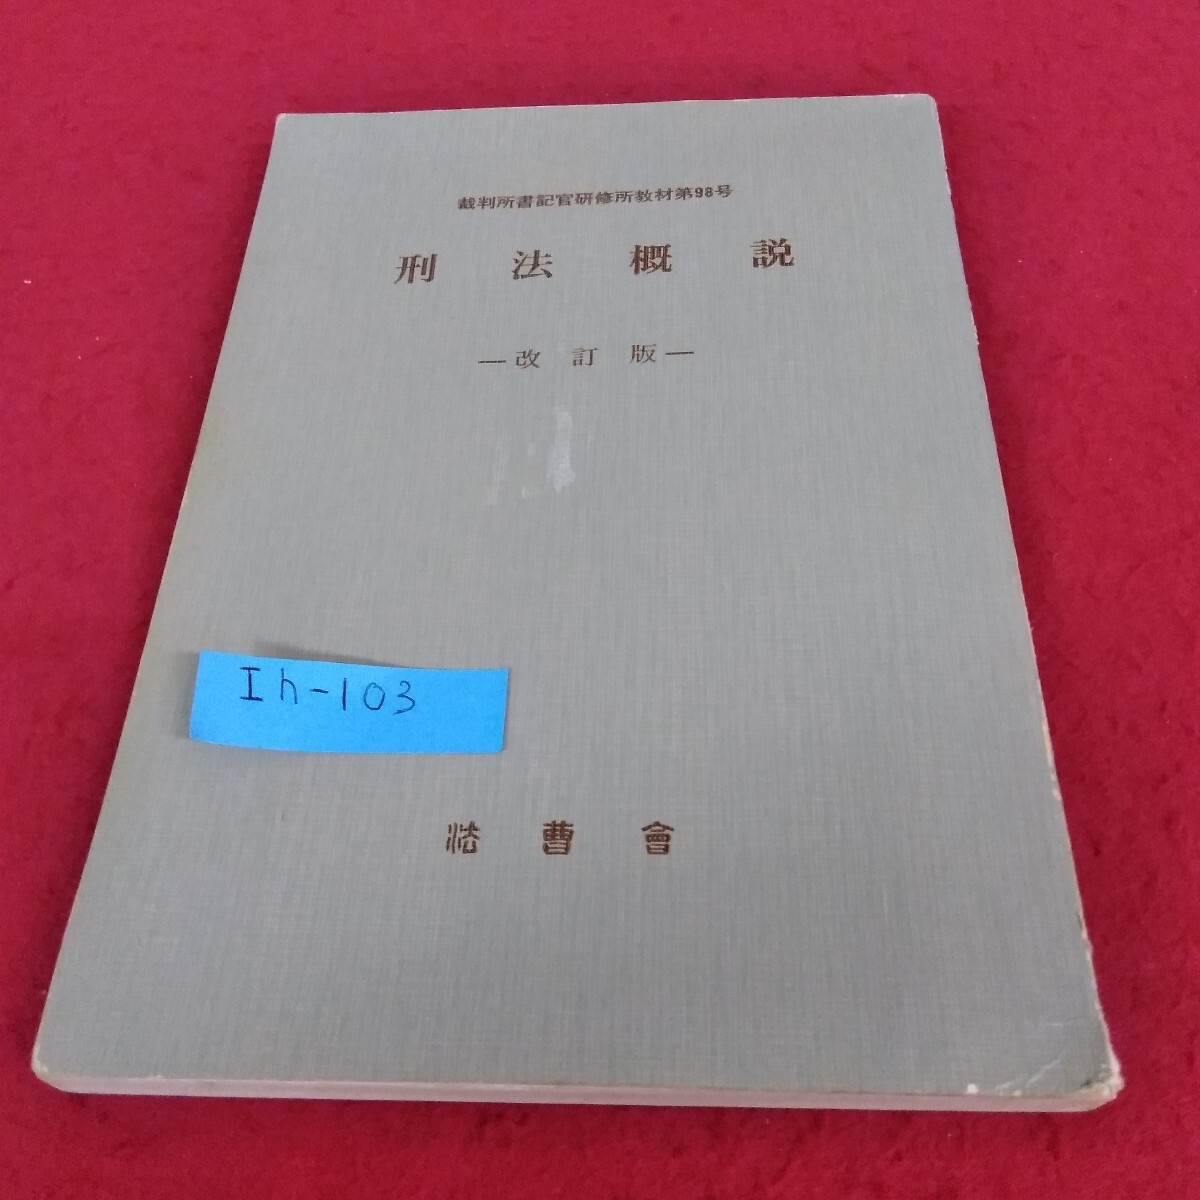 裁判所書記官研修所教材第98号
刑法概説
―改訂版―
Ih-103
法曹會